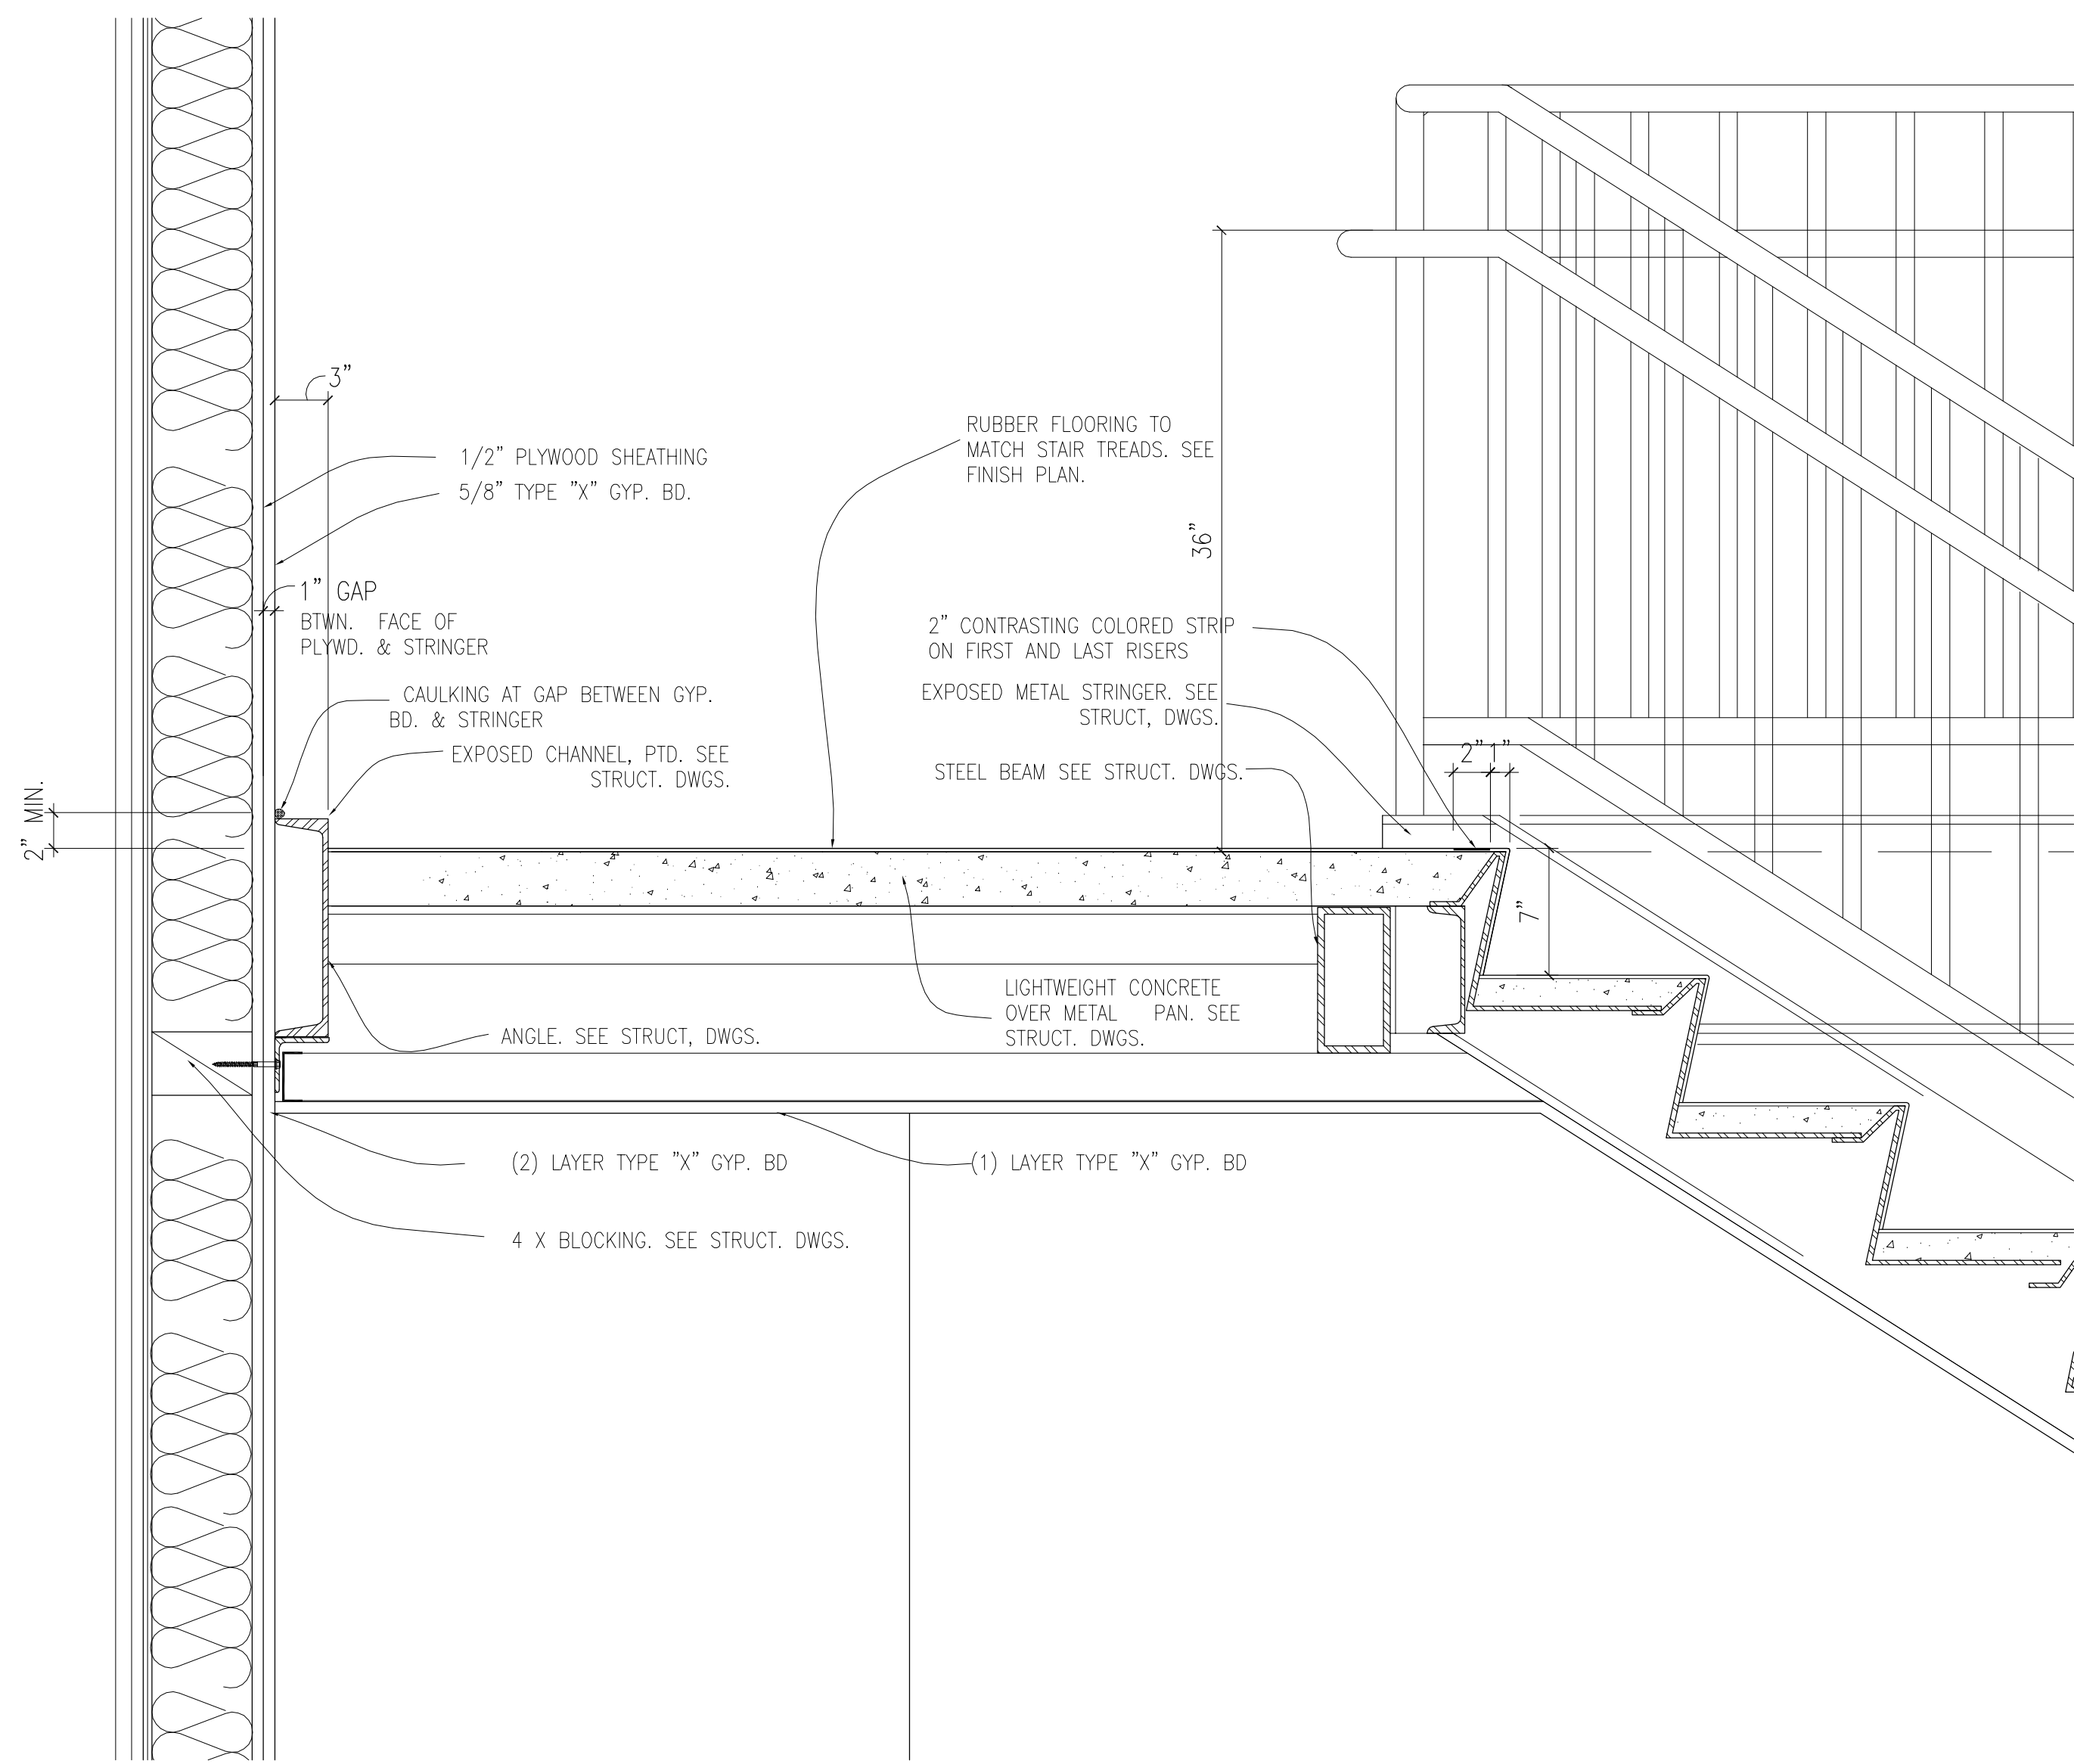 3"
1/2" PLYWOOD SHEATHING
5/8" TYPE "X" GYP. BD.
1" GAP
BTWN. FACE OF
PLYWD. & STRINGER
CAULKING AT GAP BETWEEN GYP.
BD. & STRINGER
EXPOSED CHANNEL, PTD. SEE
STRUCT. DWGS.
2" MIN.
RUBBER FLOORING TO
MATCH STAIR TREADS. SEE
FINISH PLAN.
36"
2" CONTRASTING COLORED STRIP
ON FIRST AND LAST RISERS
EXPOSED METAL STRINGER. SEE
STRUCT, DWGS.
STEEL BEAM SEE STRUCT. DWGS.
2" 1"
7"
LIGHTWEIGHT CONCRETE
OVER METAL PAN. SEE
STRUCT. DWGS.
ANGLE. SEE STRUCT, DWGS.
(2) LAYER TYPE "X" GYP. BD
(1) LAYER TYPE "X" GYP. BD
4 X BLOCKING. SEE STRUCT. DWGS.